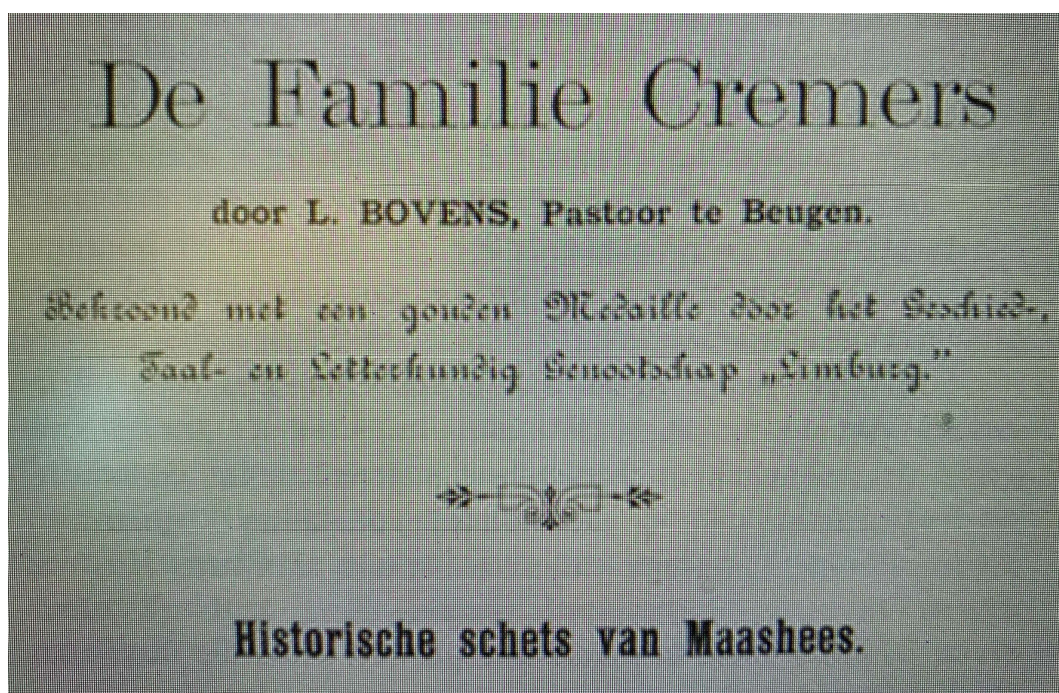 De Familie Cremers
door L. BOVENS, Pastoor te Beugen.
Bekroond met een gouden Medaille door het Geschied-,
Taal- en Letterkundig Genootschap „Limburg.”
Historische schets van Maashees.